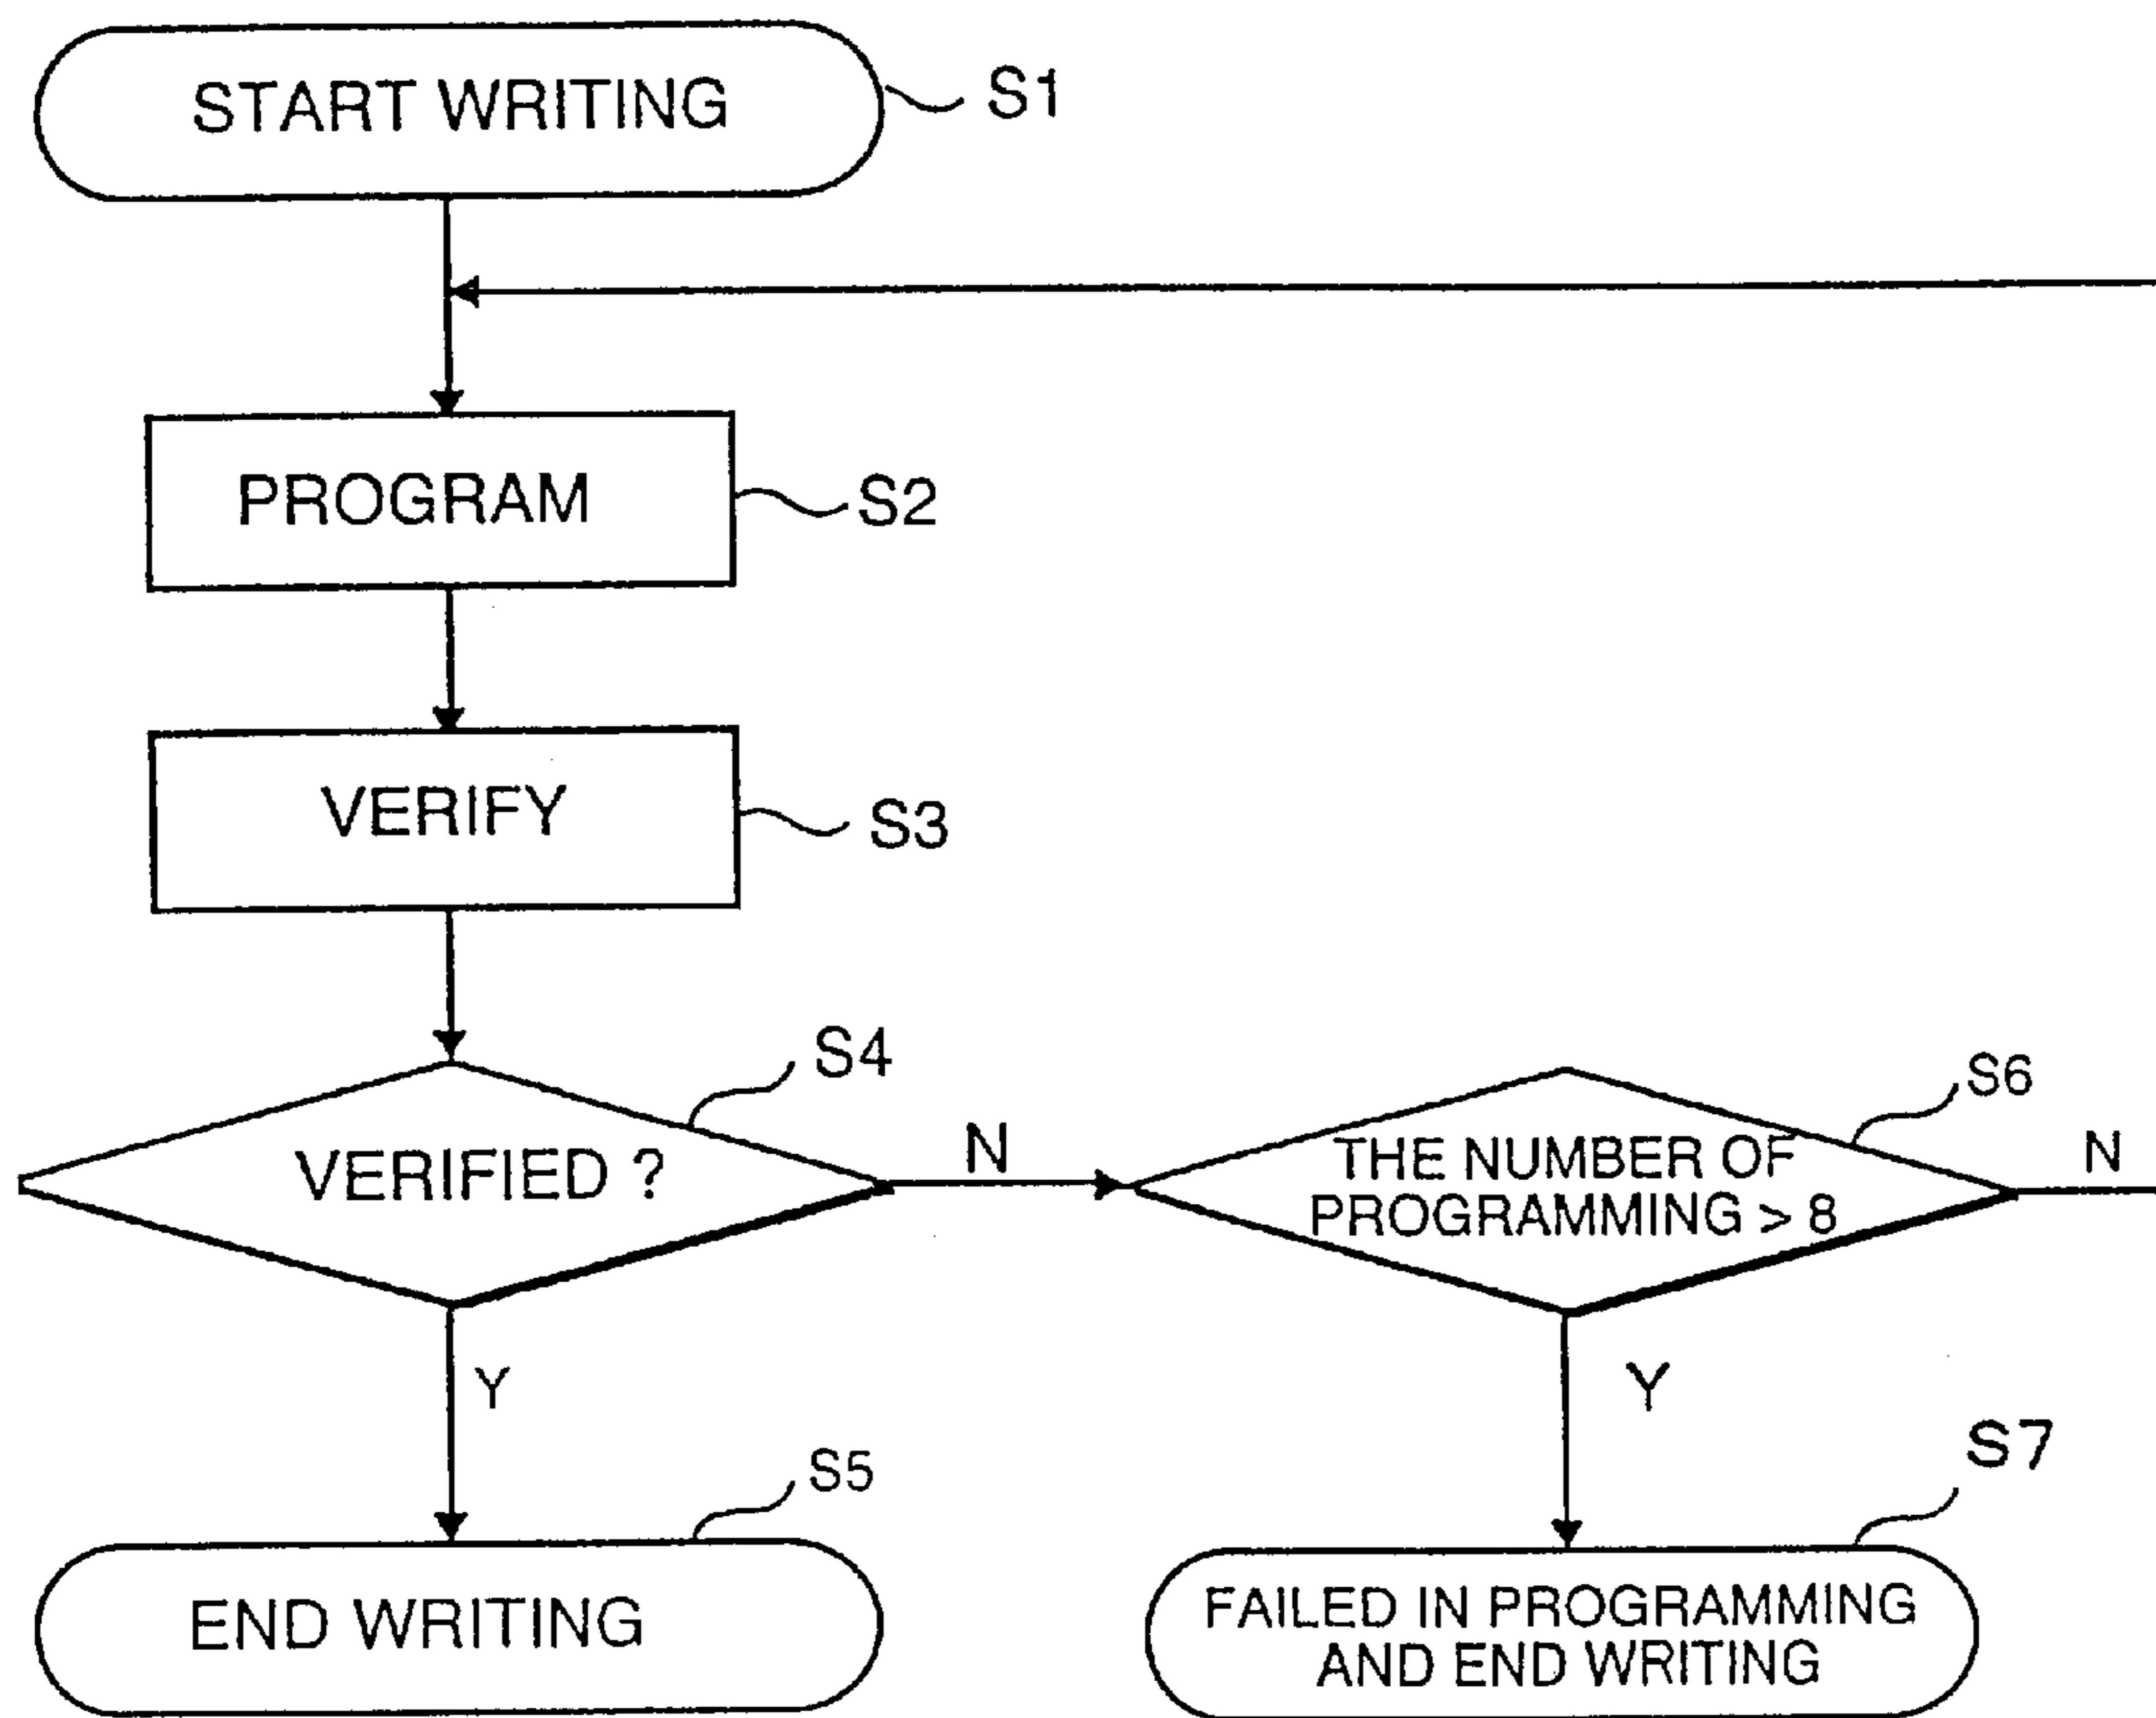 START WRITING
S1
PROGRAM
S2
VERIFY
S3
S4
VERIFIED ?
N
S6
THE NUMBER OF
PROGRAMMING > 8
N
Y
Y
S5
END WRITING
S7
FAILED IN PROGRAMMING
AND END WRITING